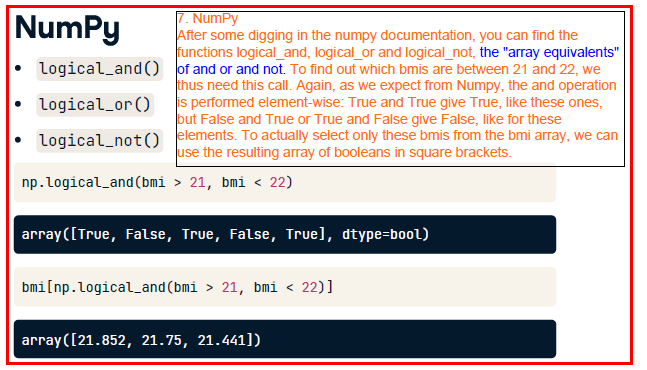 NumPy
7. NumPy
After some digging in the numpy documentation, you can find the
functions logical_and, logical_or and logical_not, the "array equivalents"
of and or and not. To find out which bmis are between 21 and 22, we
thus need this call. Again, as we expect from Numpy, the and operation
is performed element-wise: True and True give True, like these ones,
but False and True or True and False give False, like for these
elements. To actually select only these bmis from the bmi array, we can
use the resulting array of booleans in square brackets.
• logical_and()
• logical_or()
• logical_not()
np.logical_and(bmi > 21, bmi < 22)
array([True, False, True, False, True], dtype=bool)
bmi[np.logical_and(bmi > 21, bmi < 22)]
array([21.852, 21.75, 21.441])